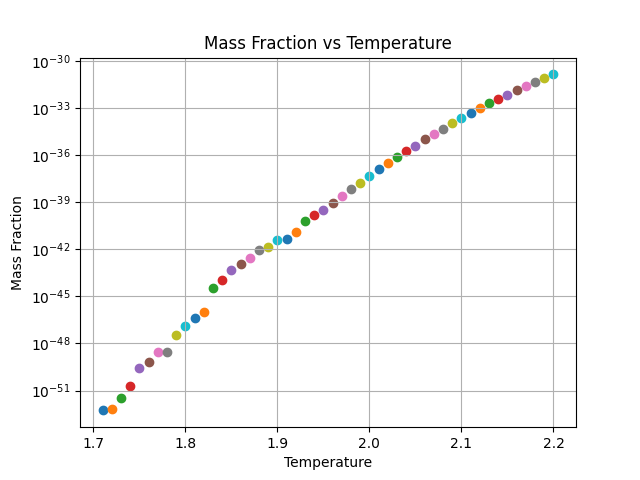 Mass Fraction vs Temperature
10⁻³⁰
10⁻³³
10⁻³⁶
10⁻³⁹
10⁻⁴²
10⁻⁴⁵
10⁻⁴⁸
10⁻⁵¹
Mass Fraction
1.7 1.8 1.9 2.0 2.1 2.2
Temperature